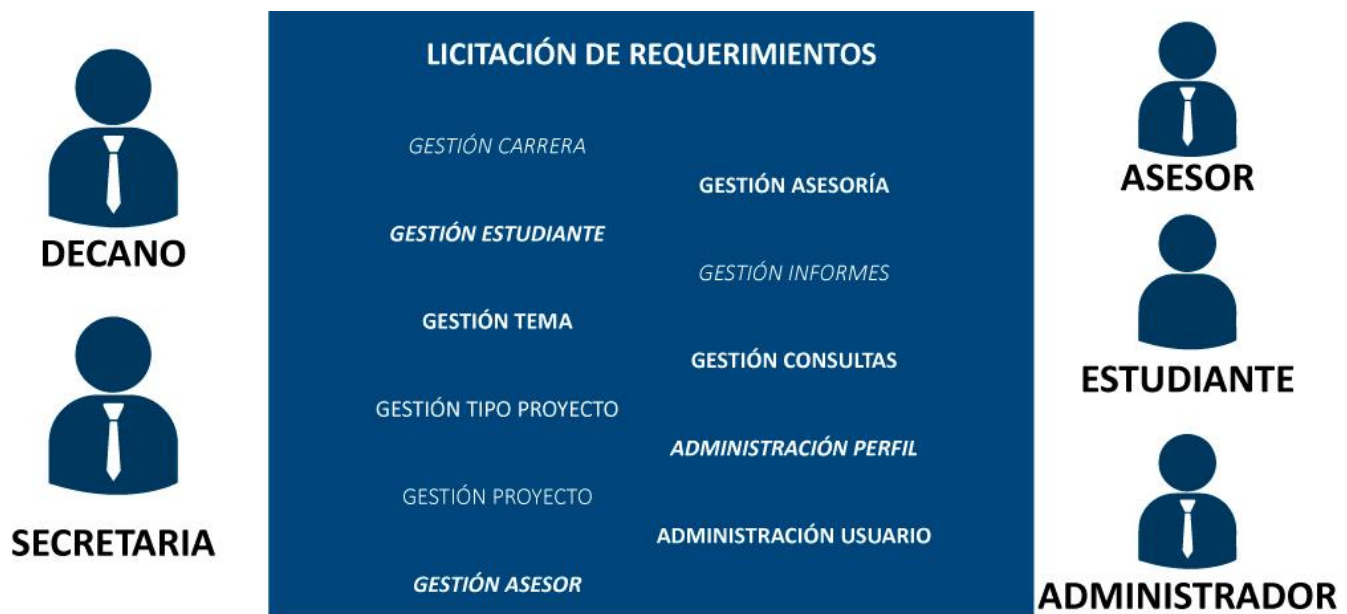 LICITACIÓN DE REQUERIMIENTOS
DECANO
SECRETARIA
GESTIÓN CARRERA
GESTIÓN ASESORÍA
GESTIÓN ESTUDIANTE
GESTIÓN INFORMES
GESTIÓN TEMA
GESTIÓN CONSULTAS
GESTIÓN TIPO PROYECTO
ADMINISTRACIÓN PERFIL
GESTIÓN PROYECTO
ADMINISTRACIÓN USUARIO
GESTIÓN ASESOR
ASESOR
ESTUDIANTE
ADMINISTRADOR